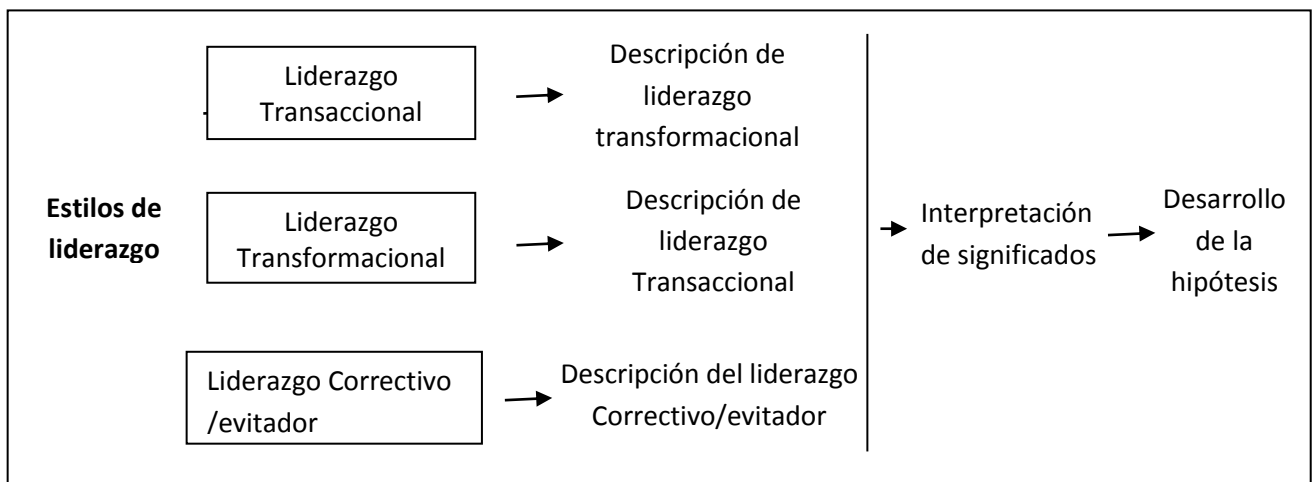 Liderazgo
Transaccional
Descripción de
liderazgo
transformacional
Estilos de
liderazgo
Liderazgo
Transformacional
Descripción de
liderazgo
Transaccional
Interpretación
de significados
Desarrollo
de la
hipótesis
Liderazgo Correctivo
/evitador
Descripción del liderazgo
Correctivo/evitador